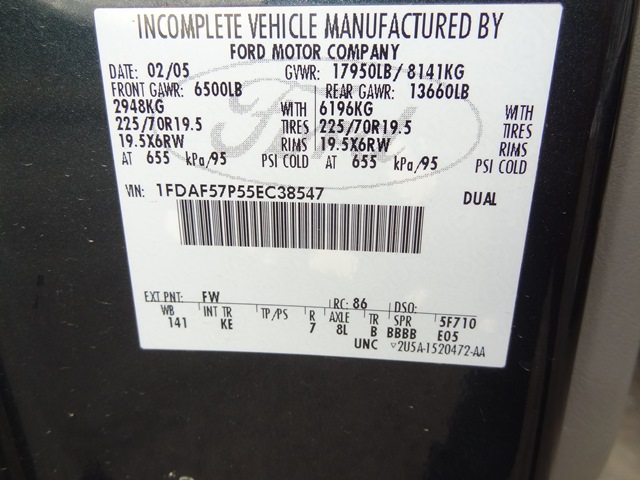 INCOMPLETE VEHICLE MANUFACTURED BY
FORD MOTOR COMPANY
DATE: 02/05 GVWR: 17950LB/ 8141KG
FRONT GAWR: 6500LB REAR GAWR: 13660LB
2948KG WITH 6196KG WITH
225/70R19.5 TIRES 225/70R19.5 TIRES
19.5X6RW RIMS 19.5X6RW RIMS
AT 655 kPa/95 PSI COLD AT 655 kPa/95 PSI COLD
VIN: 1FDAF57P55EC38547 DUAL
Ford
EXT PNT: FW RC: 86 DSO:
WB INT TR TP/PS R AXLE TR SPR 5F710
141 KE 7 8L B BBBB E05
UNC ▽2U5A-1520472-AA